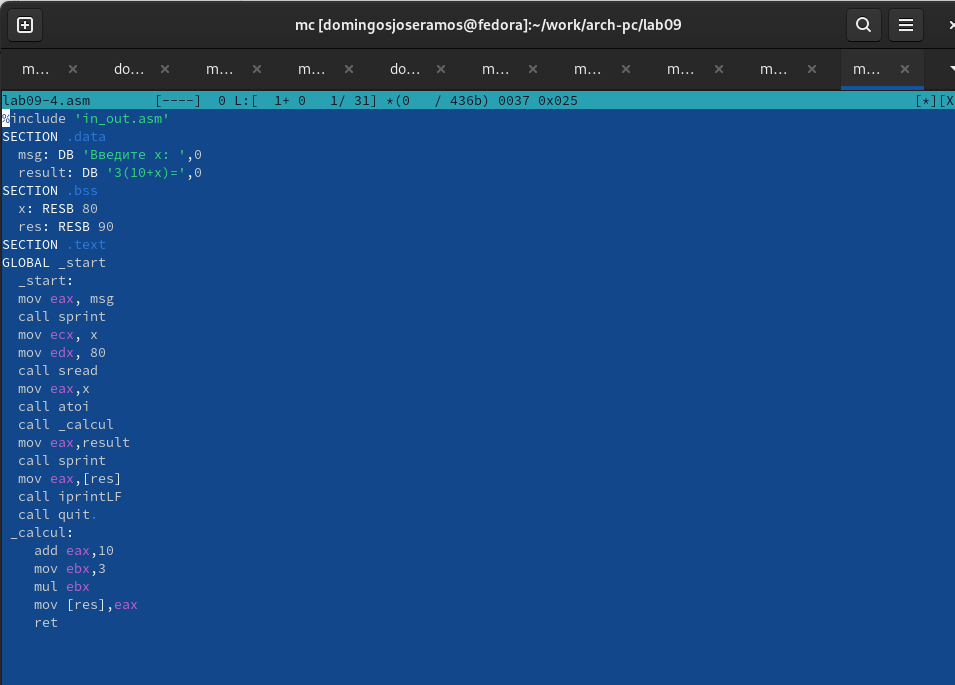 mc [domingosjoseramos@fedora]:~/work/arch-pc/lab09
m... do... m... m... do... m... m... m... m... m...
lab09-4.asm [----] 0 L:[ 1+ 0 1/ 31] *(0 / 436b) 0037 0x025 [*][X
%include 'in_out.asm'
SECTION .data
msg: DB 'Введите x: ',0
result: DB '3(10+x)=',0
SECTION .bss
x: RESB 80
res: RESB 90
SECTION .text
GLOBAL _start
_start:
mov eax, msg
call sprint
mov ecx, x
mov edx, 80
call sread
mov eax,x
call atoi
call _calcul
mov eax,result
call sprint
mov eax,[res]
call iprintLF
call quit.
_calcul:
add eax,10
mov ebx,3
mul ebx
mov [res],eax
ret